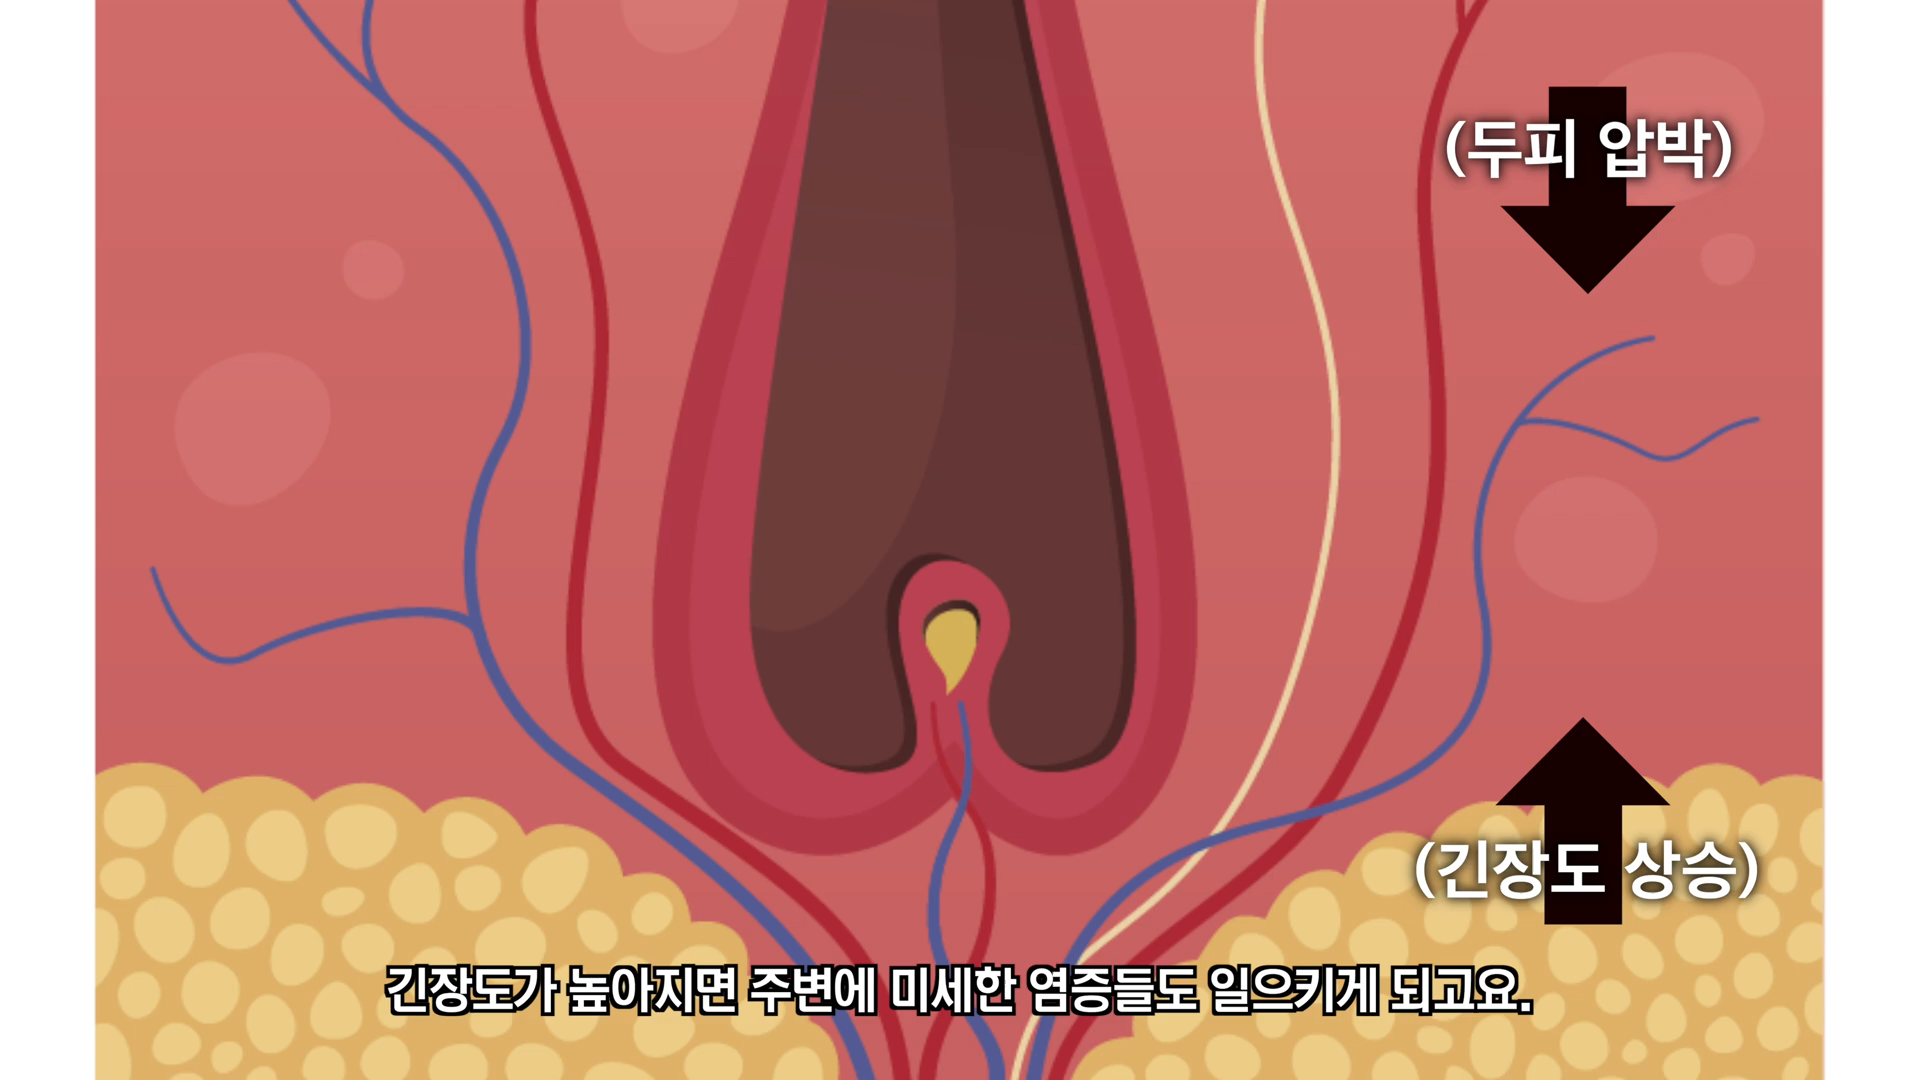 (두피 압박)
(긴장도 상승)
긴장도가 높아지면 주변에 미세한 염증들도 일으키게 되고요.